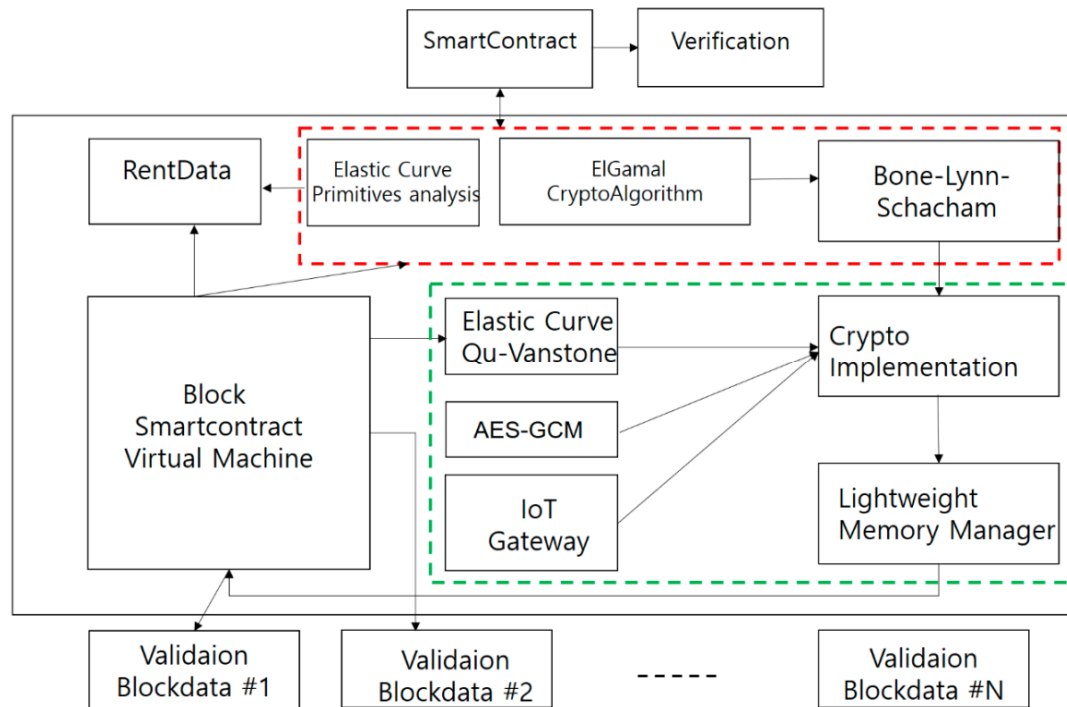 SmartContract
Verification
RentData
Elastic Curve
Primitives analysis
ElGamal
CryptoAlgorithm
Bone-Lynn-
Schacham
Elastic Curve
Qu-Vanstone
Crypto
Implementation
Block
Smartcontract
Virtual Machine
AES-GCM
IoT
Gateway
Lightweight
Memory Manager
Validaion
Blockdata #1
Validaion
Blockdata #2
Validaion
Blockdata #N